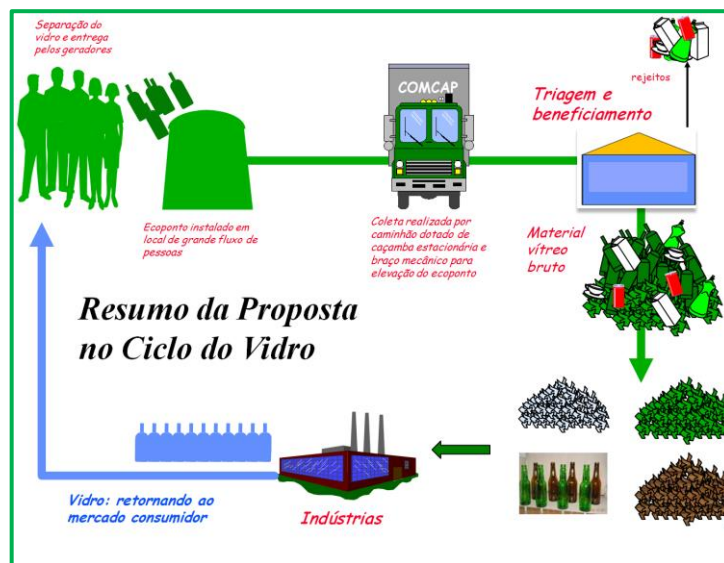 Separação do
vidro e entrega
pelos geradores
COMCAP
Triagem e
beneficiamento
rejeitos
Ecoponto instalado em
local de grande fluxo de
pessoas
Coleta realizada por
caminhão dotado de
caçamba estacionária e
braço mecânico para
elevação do ecoponto
Material
vítreo
bruto
Resumo da Proposta
no Ciclo do Vidro
Vidro: retornando ao
mercado consumidor
Indústrias